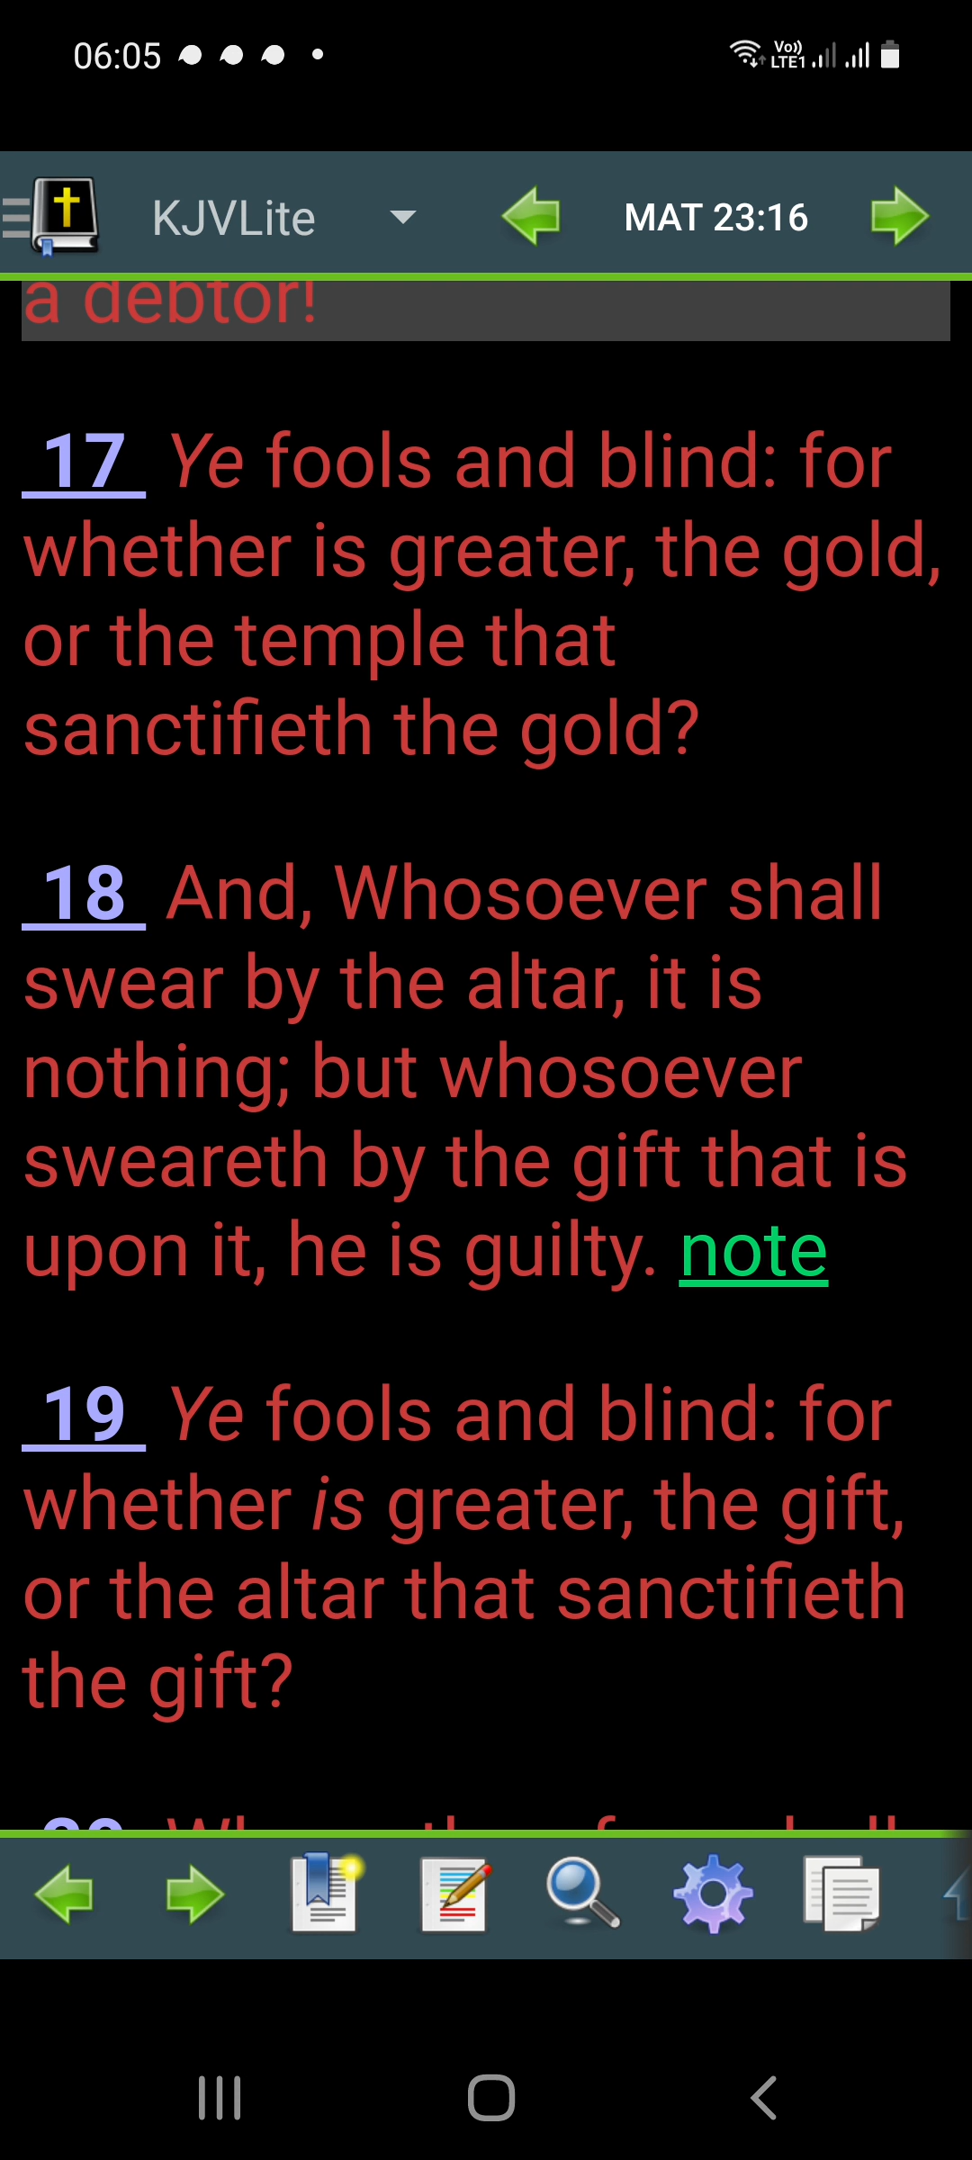 06:05
Vo))
LTE1
KJVLite
MAT 23:16
a debtor!
17 Ye fools and blind: for
whether is greater, the gold,
or the temple that
sanctifieth the gold?
18 And, Whosoever shall
swear by the altar, it is
nothing; but whosoever
sweareth by the gift that is
upon it, he is guilty. note
19 Ye fools and blind: for
whether is greater, the gift,
or the altar that sanctifieth
the gift?